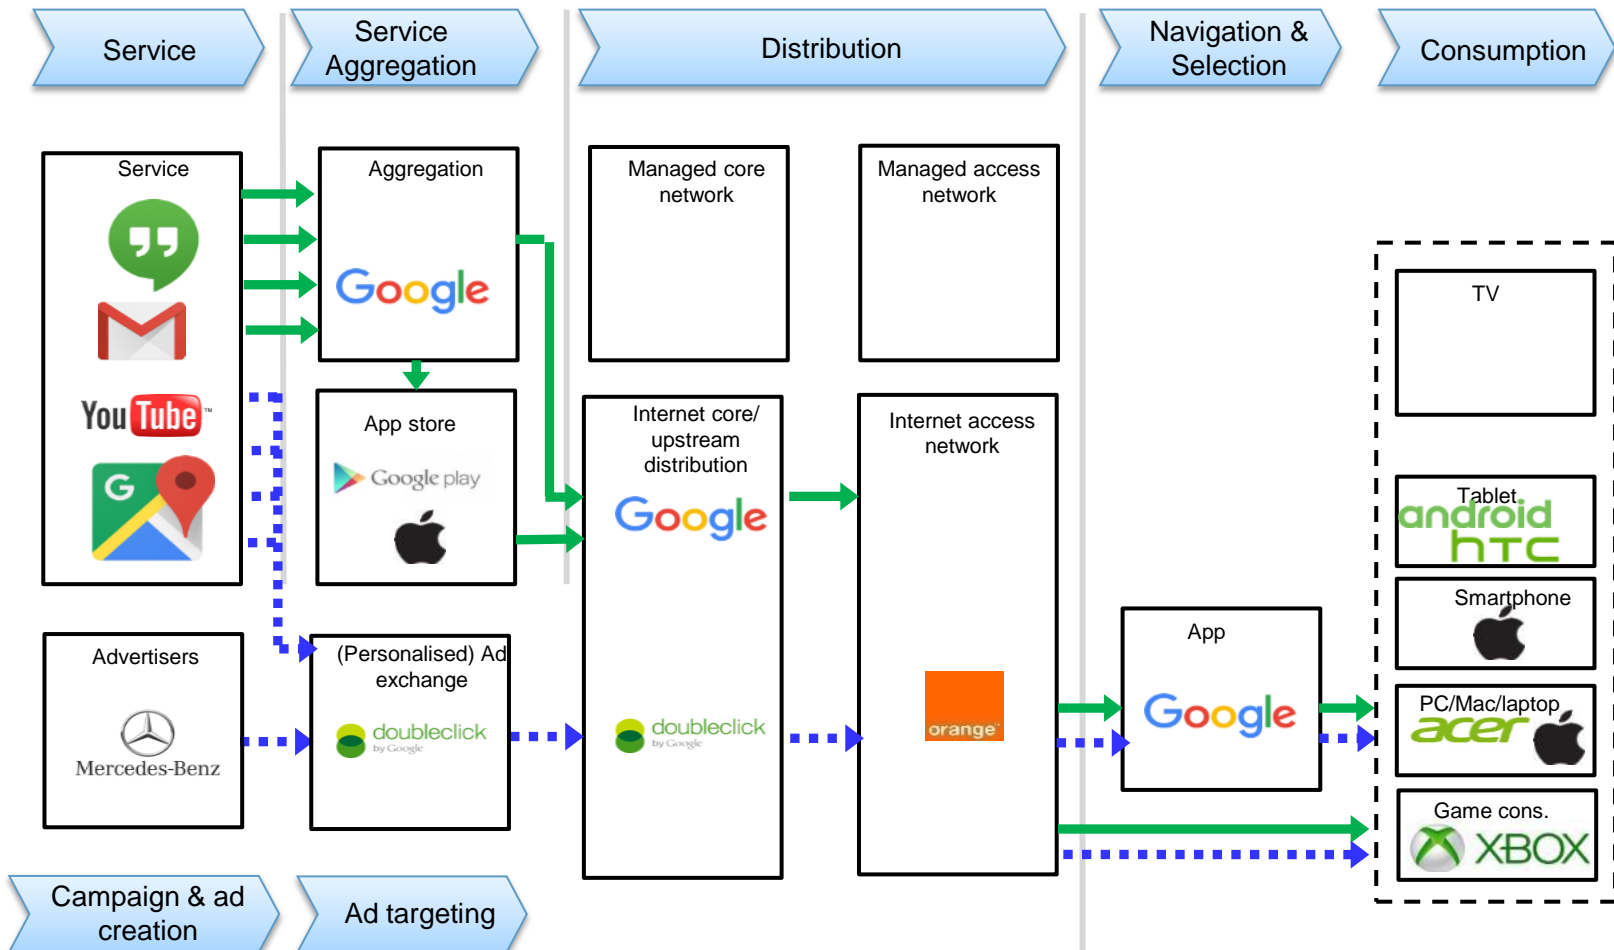 Service
Service
Aggregation
Distribution
Navigation &
Selection
Consumption
Service
You Tube™
G
Aggregation
Google
App store
Google play
Managed core
network
Managed access
network
Internet core/
upstream
distribution
Google
Internet access
network
TV
Tablet
android
hTC
Smartphone
PC/Mac/laptop
acer
Game cons.
XBOX
Advertisers
Mercedes-Benz
(Personalised) Ad
exchange
doubleclick
by Google
doubleclick
by Google
orange™
App
Google
Campaign & ad
creation
Ad targeting